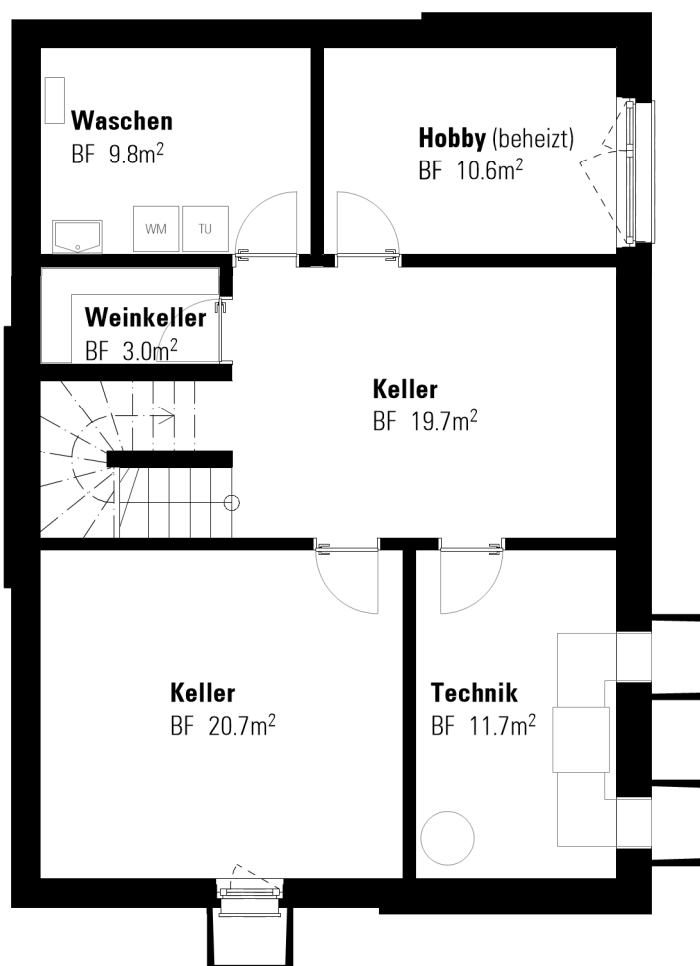 Waschen
BF 9.8m²
Hobby (beheizt)
BF 10.6m²
WM
TU
Weinkeller
BF 3.0m²
Keller
BF 19.7m²
Keller
BF 20.7m²
Technik
BF 11.7m²